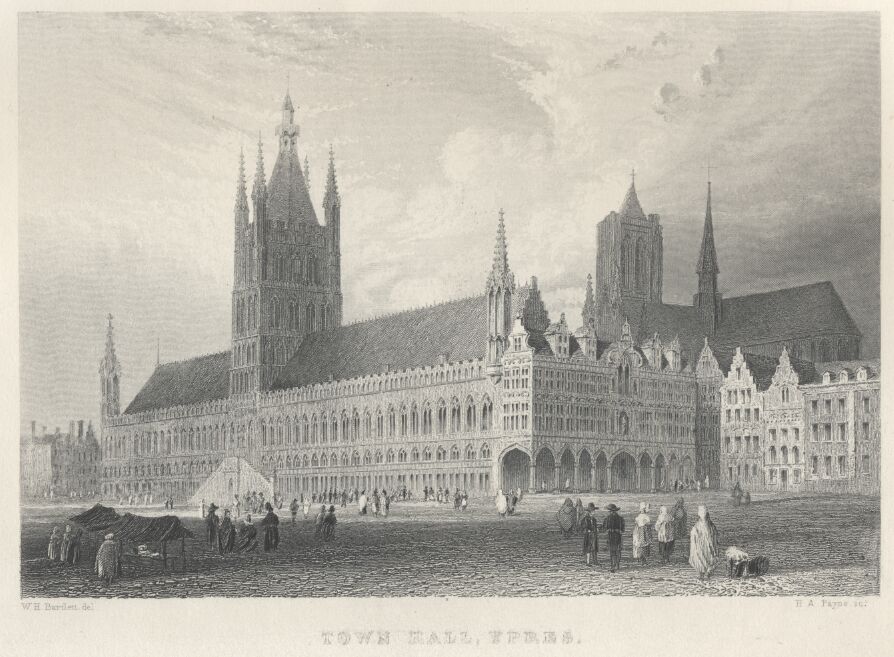 W. H. Bartlett. del.
H. A. Payne. sc.
TOWN HALL, YPRES.